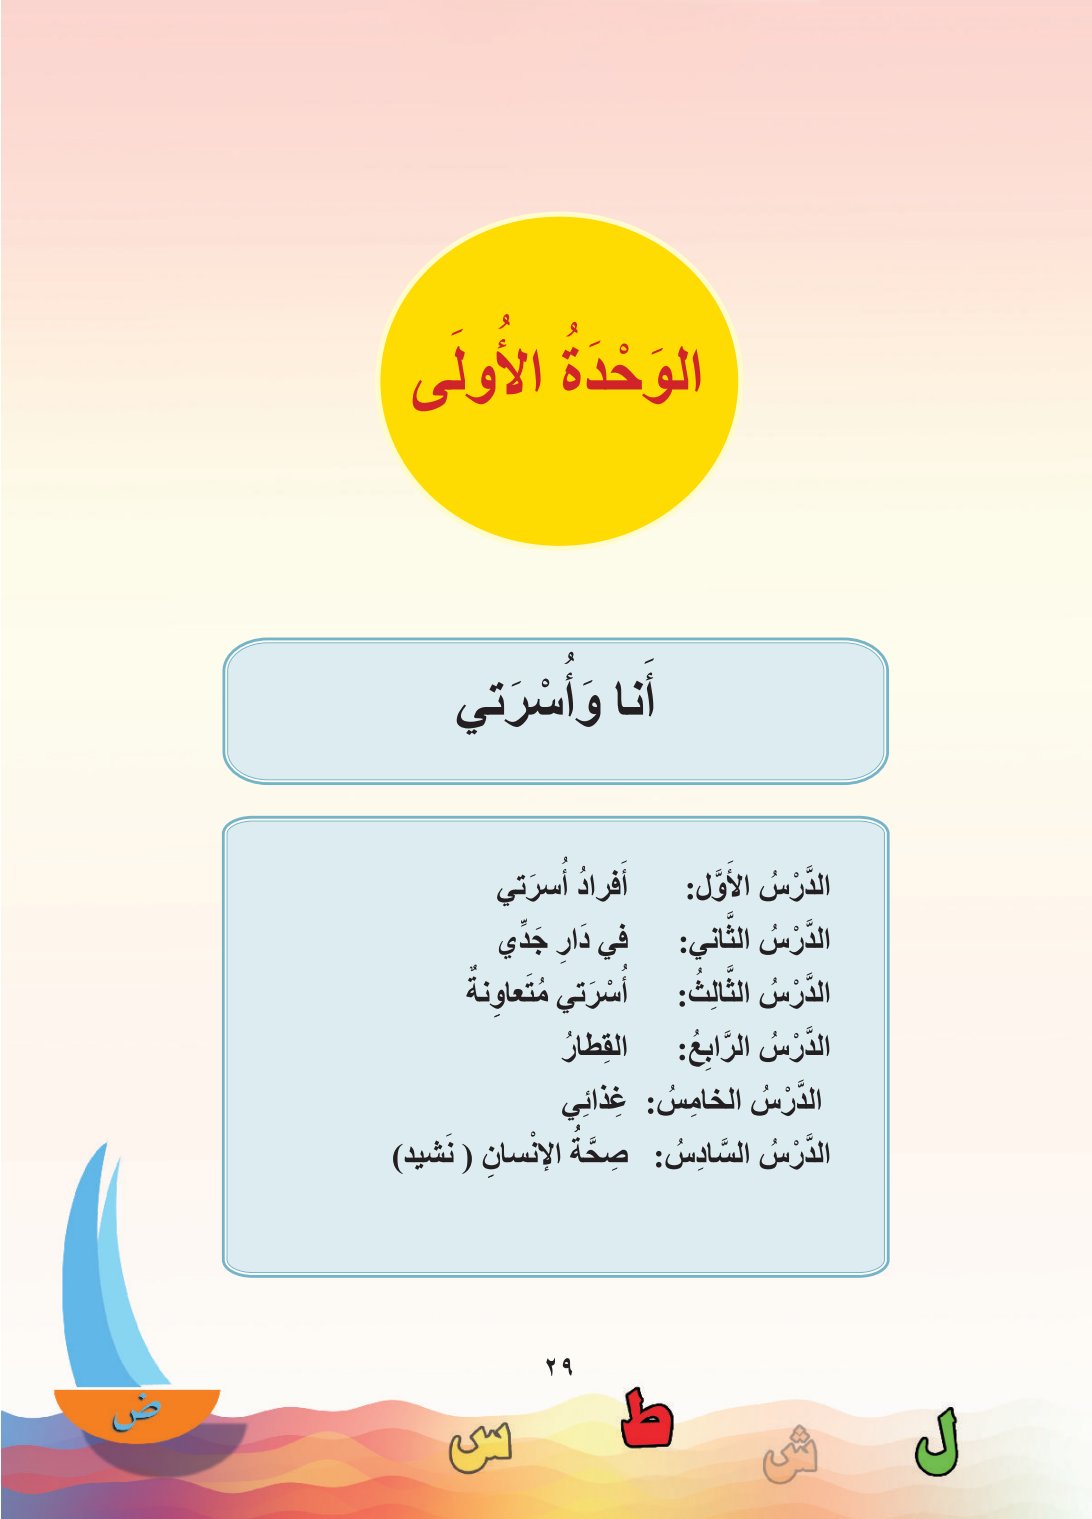 الوَحْدَةُ الأُولَى
أَنا وَأُسْرَتي
الدَّرْسُ الأَوَّل: أَفرادُ أُسرَتي
الدَّرْسُ الثَّاني: في دَارِ جَدِّي
الدَّرْسُ الثَّالِثُ: أُسْرَتي مُتَعاوِنةٌ
الدَّرْسُ الرَّابِعُ: القِطارُ
الدَّرْسُ الخامِسُ: غِذائِي
الدَّرْسُ السَّادِسُ: صِحَّةُ الإنْسانِ ( نَشيد)
٢٩
ل ش ط س ض